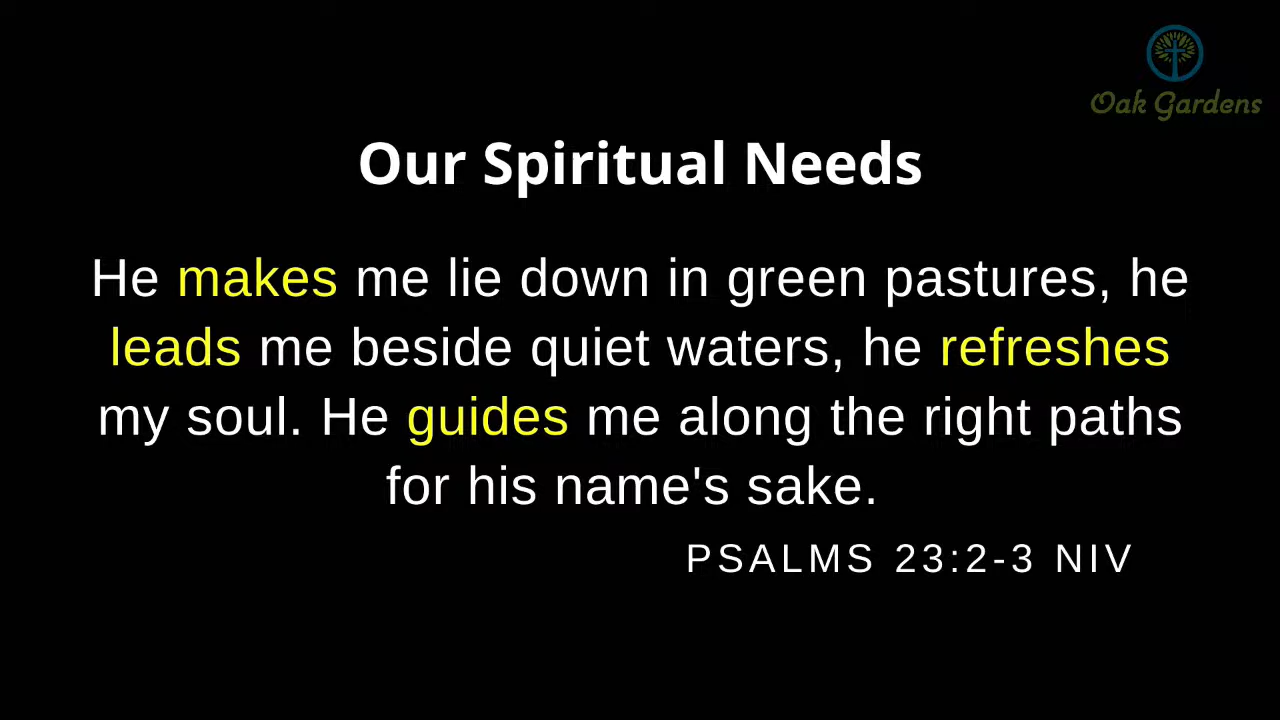 Oak Gardens
Our Spiritual Needs
He makes me lie down in green pastures, he
leads me beside quiet waters, he refreshes
my soul. He guides me along the right paths
for his name's sake.
PSALMS 23:2-3 NIV